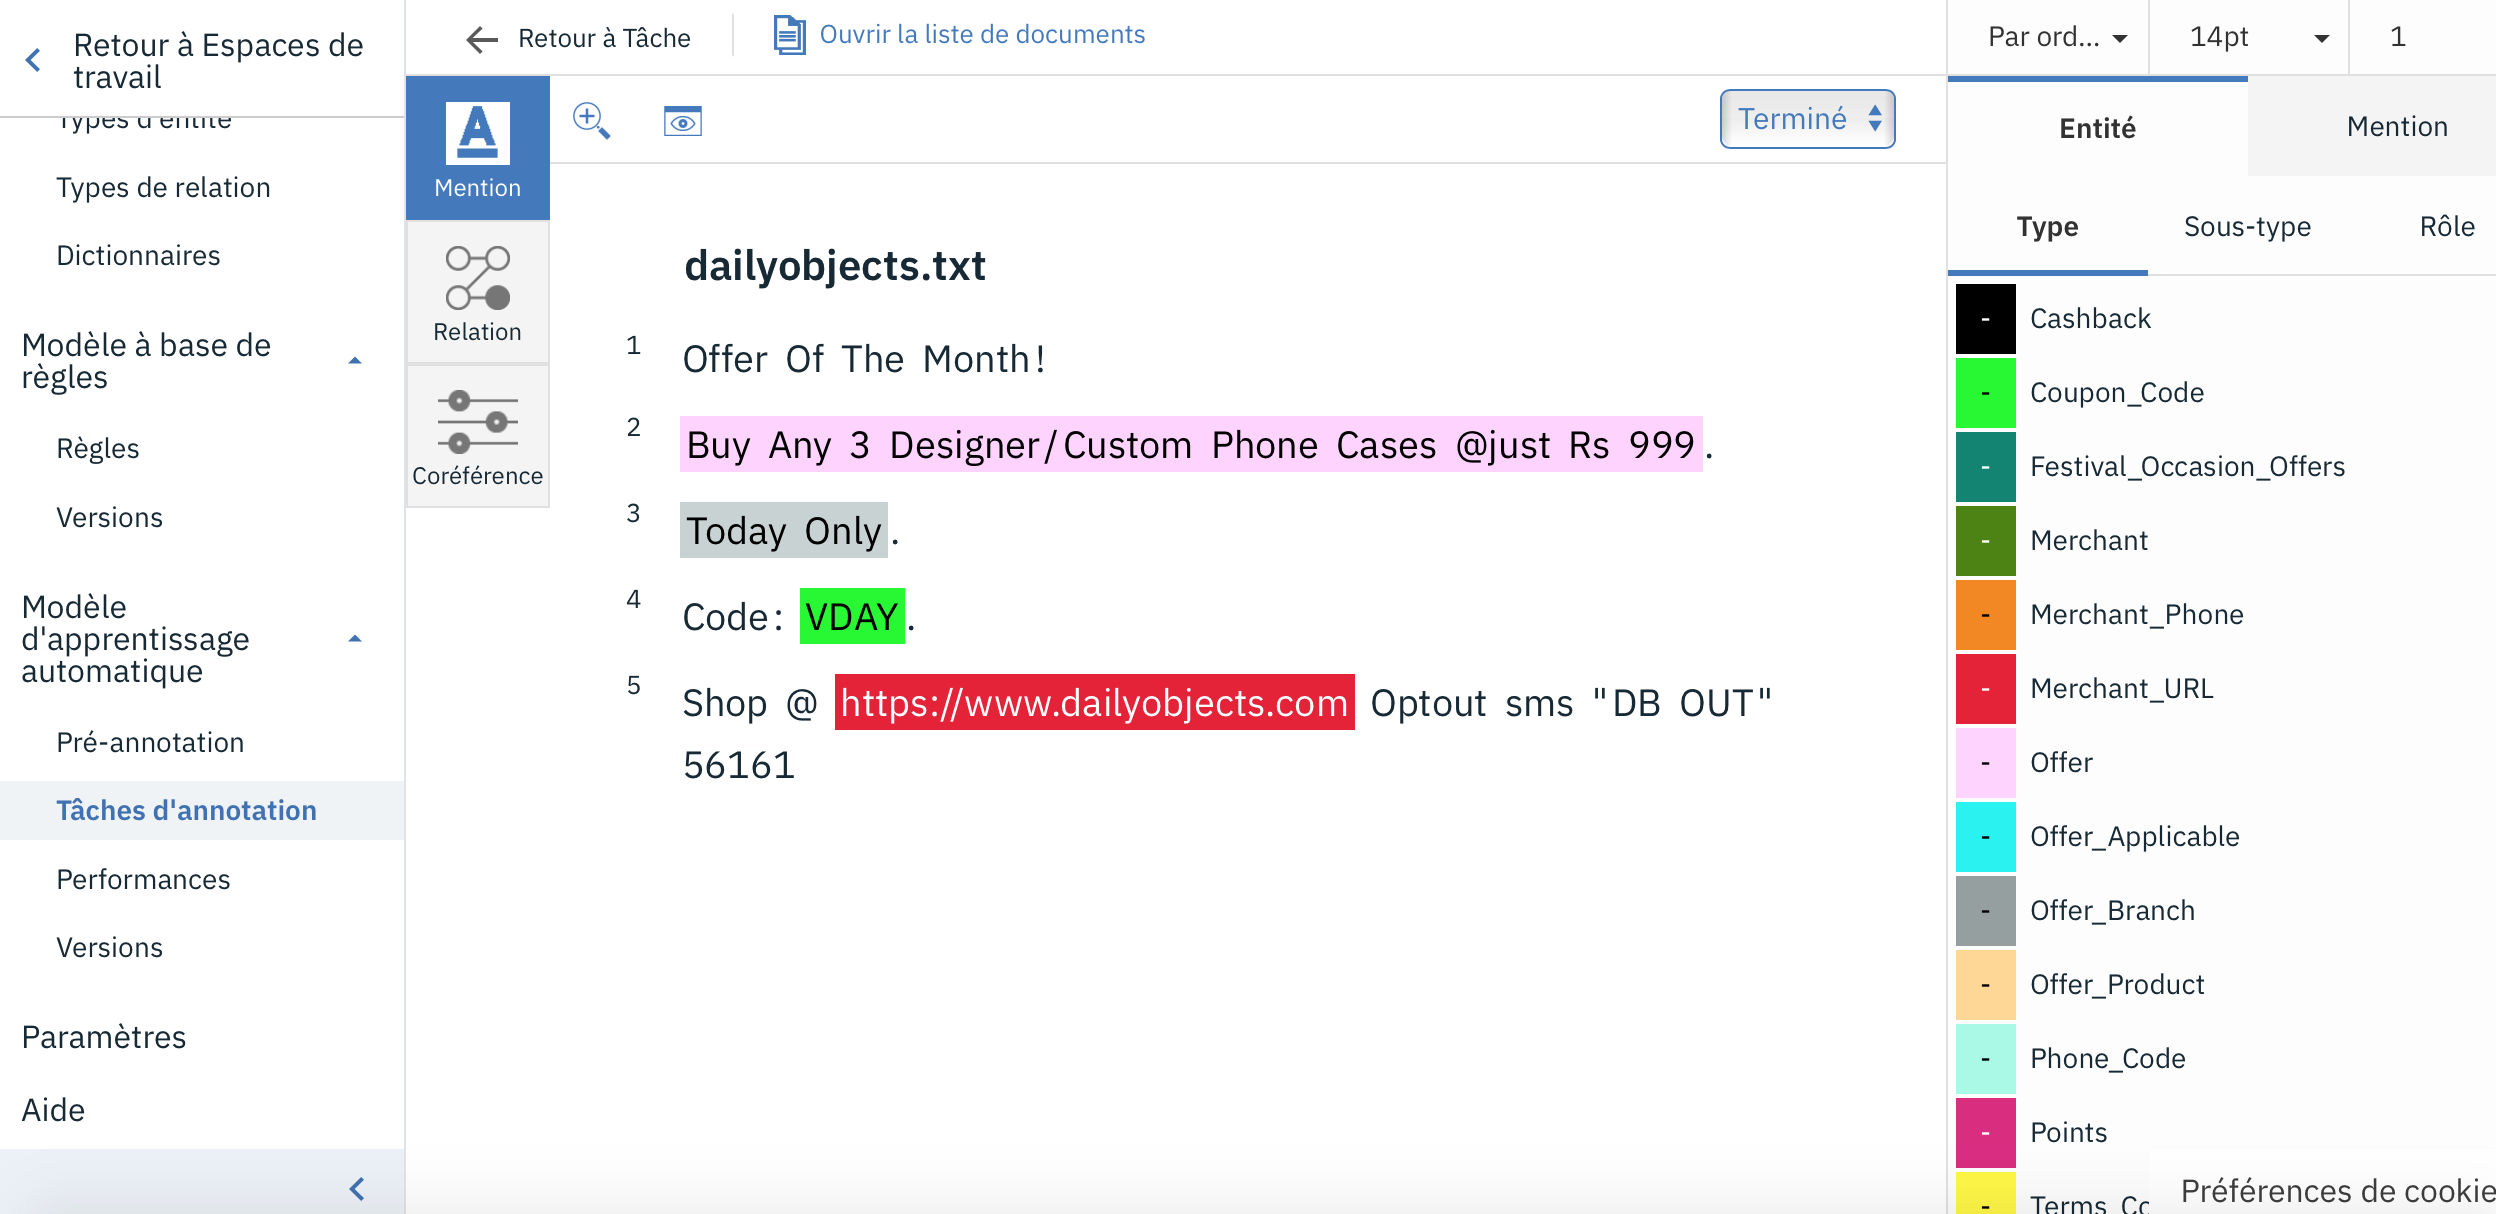 Retour à Espaces de
travail
Types d'entité
Types de relation
Dictionnaires
Modèle à base de
règles
Règles
Versions
Modèle
d'apprentissage
automatique
Pré-annotation
Tâches d'annotation
Performances
Versions
Paramètres
Aide
Retour à Tâche
Ouvrir la liste de documents
Par ord...
14pt
1
A
Mention
Relation
Coréférence
Terminé
dailyobjects.txt
1 Offer Of The Month!
2 Buy Any 3 Designer/Custom Phone Cases @just Rs 999.
3 Today Only.
4 Code: VDAY.
5 Shop @ https://www.dailyobjects.com Optout sms "DB OUT"
56161
Entité
Mention
Type
Sous-type
Rôle
- Cashback
- Coupon_Code
- Festival_Occasion_Offers
- Merchant
- Merchant_Phone
- Merchant_URL
- Offer
- Offer_Applicable
- Offer_Branch
- Offer_Product
- Phone_Code
- Points
- Terms_Co
Préférences de cookie